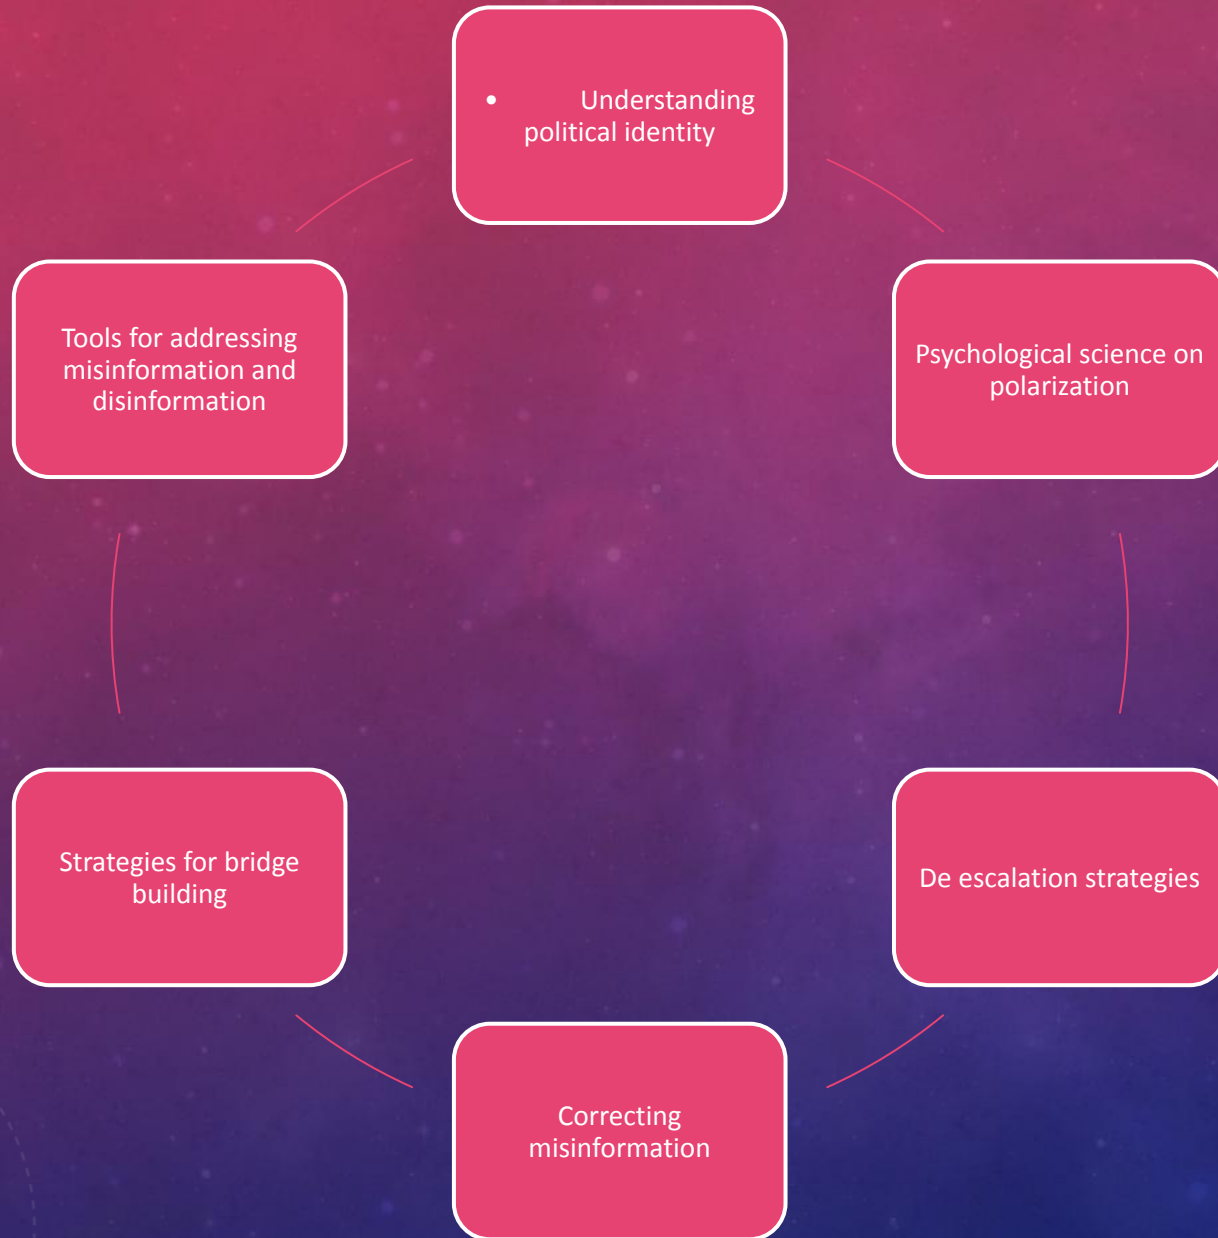 • Understanding
political identity
Psychological science on
polarization
De escalation strategies
Correcting
misinformation
Strategies for bridge
building
Tools for addressing
misinformation and
disinformation